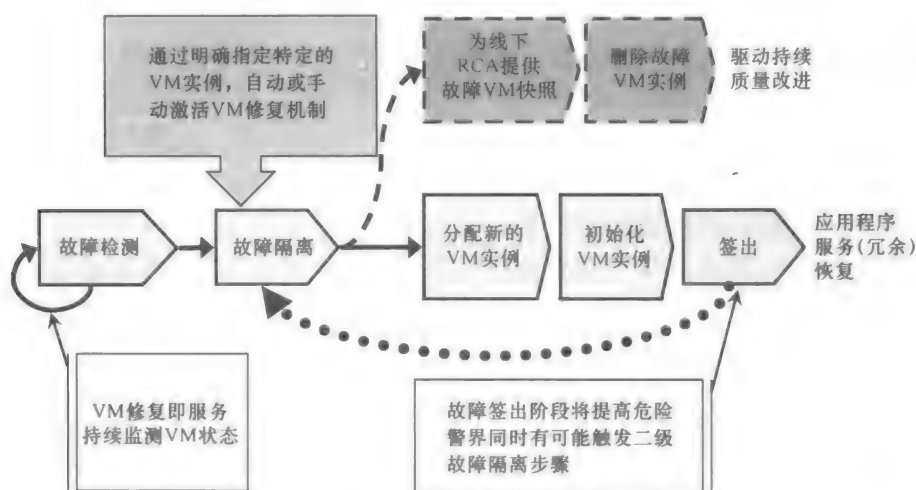 通过明确指定特定的
VM实例，自动或手
动激活VM修复机制
为线下
RCA提供
故障VM快照
删除故障
VM实例
驱动持续
质量改进
故障检测
故障隔离
分配新的
VM实例
初始化
VM实例
签出
应用程序
服务(冗余)
恢复
VM修复即服务
持续监测VM状态
故障签出阶段将提高危险
警界同时有可能触发二级
故障隔离步骤